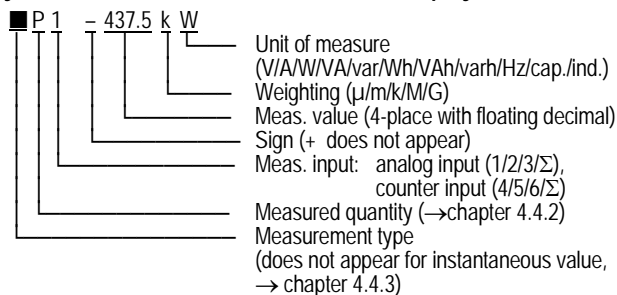 ■ P 1 – 437.5 k W
Unit of measure
(V/A/W/VA/var/Wh/VAh/varh/Hz/cap./ind.)
Weighting (µ/m/k/M/G)
Meas. value (4-place with floating decimal)
Sign (+ does not appear)
Meas. input: analog input (1/2/3/Σ),
counter input (4/5/6/Σ)
Measured quantity (→chapter 4.4.2)
Measurement type
(does not appear for instantaneous value,
→ chapter 4.4.3)